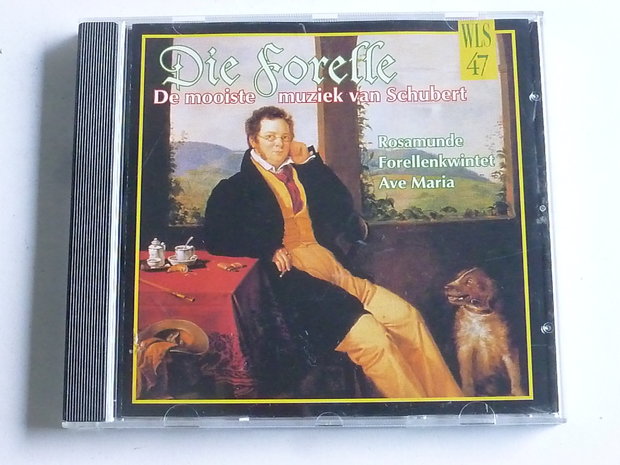 Die Forelle
WLS
47
De mooiste muziek van Schubert
Rosamunde
Forellenkwintet
Ave Maria